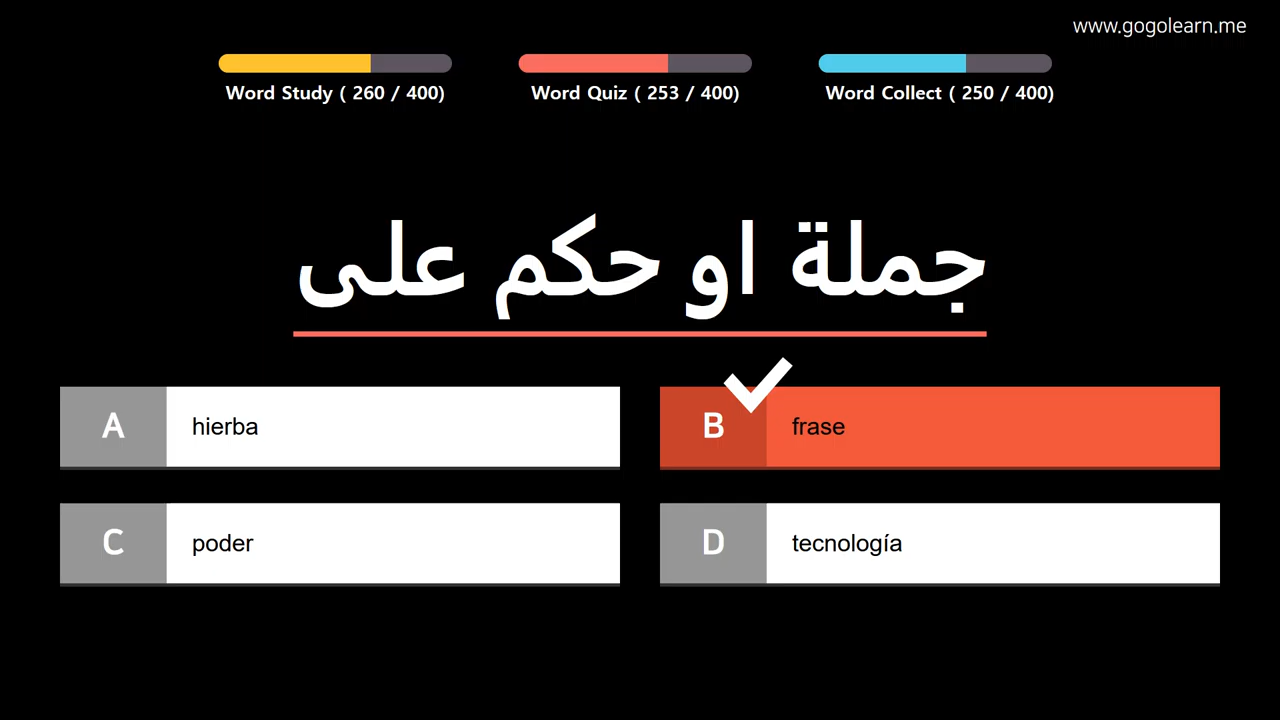 www.gogolearn.me
Word Study ( 260 / 400)
Word Quiz ( 253 / 400)
Word Collect ( 250 / 400)
جملة او حكم على
A
hierba
B
frase
C
poder
D
tecnología